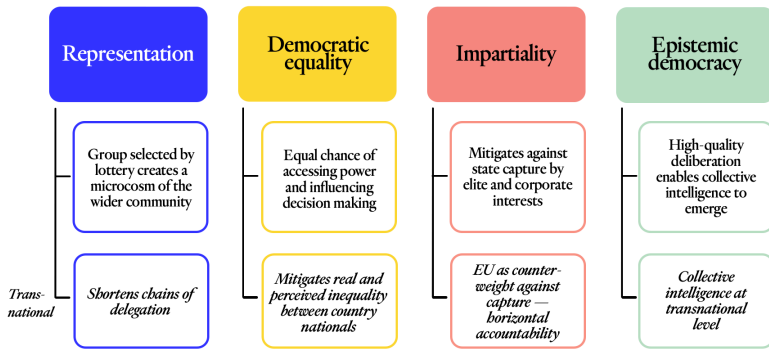 Representation
Democratic
equality
Impartiality
Epistemic
democracy
Group selected by
lottery creates a
microcosm of the
wider community
Equal chance of
accessing power
and influencing
decision making
Mitigates against
state capture by
elite and corporate
interests
High-quality
deliberation
enables collective
intelligence to
emerge
Trans-
national
Shortens chains of
delegation
Mitigates real and
perceived inequality
between country
nationals
EU as counter-
weight against
capture —
horizontal
accountability
Collective
intelligence at
transnational
level